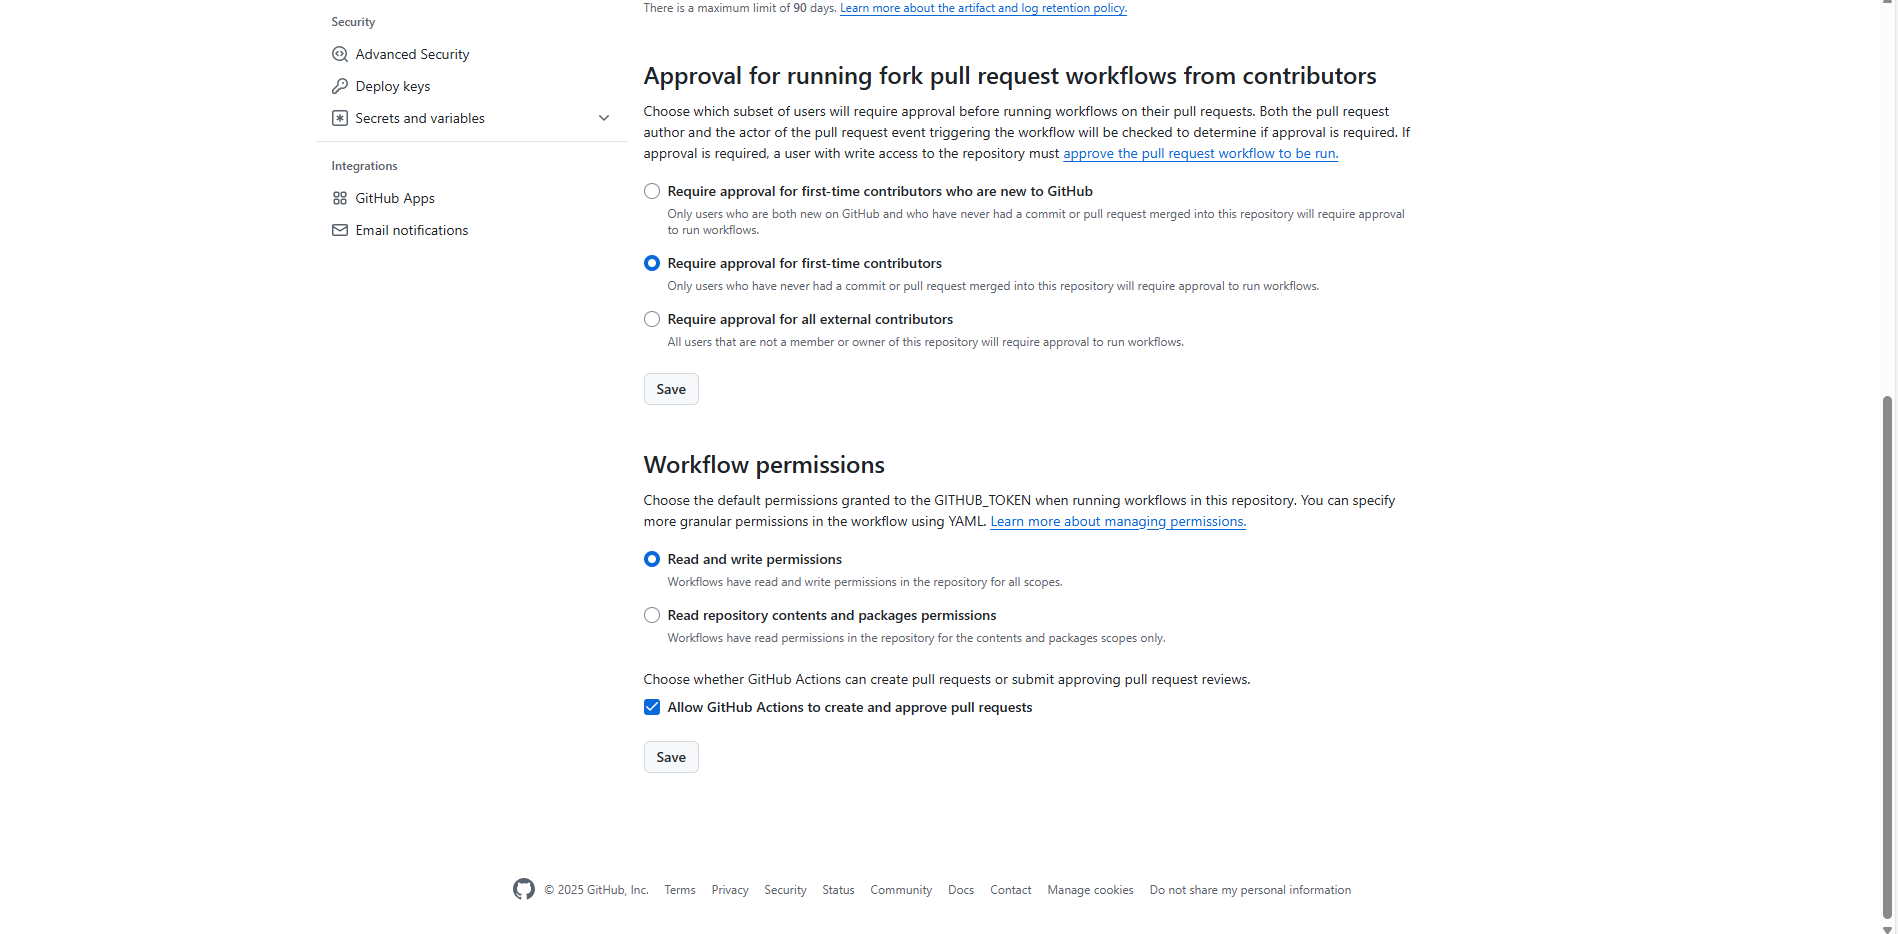 Security
Advanced Security
Deploy keys
Secrets and variables
Integrations
GitHub Apps
Email notifications
There is a maximum limit of 90 days. Learn more about the artifact and log retention policy.
Approval for running fork pull request workflows from contributors
Choose which subset of users will require approval before running workflows on their pull requests. Both the pull request
author and the actor of the pull request event triggering the workflow will be checked to determine if approval is required. If
approval is required, a user with write access to the repository must approve the pull request workflow to be run.
Require approval for first-time contributors who are new to GitHub
Only users who are both new on GitHub and who have never had a commit or pull request merged into this repository will require approval
to run workflows.
Require approval for first-time contributors
Only users who have never had a commit or pull request merged into this repository will require approval to run workflows.
Require approval for all external contributors
All users that are not a member or owner of this repository will require approval to run workflows.
Save
Workflow permissions
Choose the default permissions granted to the GITHUB_TOKEN when running workflows in this repository. You can specify
more granular permissions in the workflow using YAML. Learn more about managing permissions.
Read and write permissions
Workflows have read and write permissions in the repository for all scopes.
Read repository contents and packages permissions
Workflows have read permissions in the repository for the contents and packages scopes only.
Choose whether GitHub Actions can create pull requests or submit approving pull request reviews.
Allow GitHub Actions to create and approve pull requests
Save
© 2025 GitHub, Inc. Terms Privacy Security Status Community Docs Contact Manage cookies Do not share my personal information